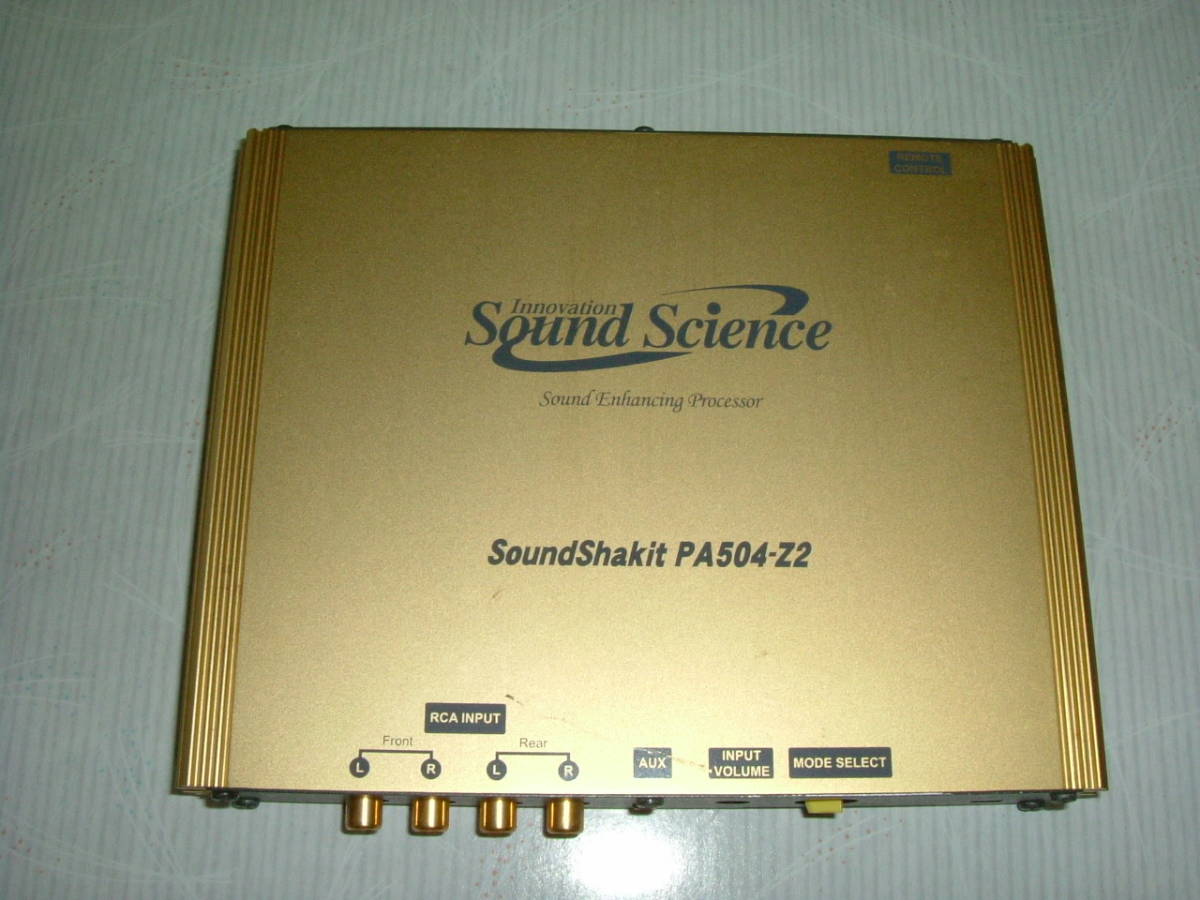 REMOTE
CONTROL
Innovation
Sound Science
Sound Enhancing Processor
SoundShakit PA504-Z2
RCA INPUT
Front
Rear
L
R
L
R
AUX
INPUT
VOLUME
MODE SELECT